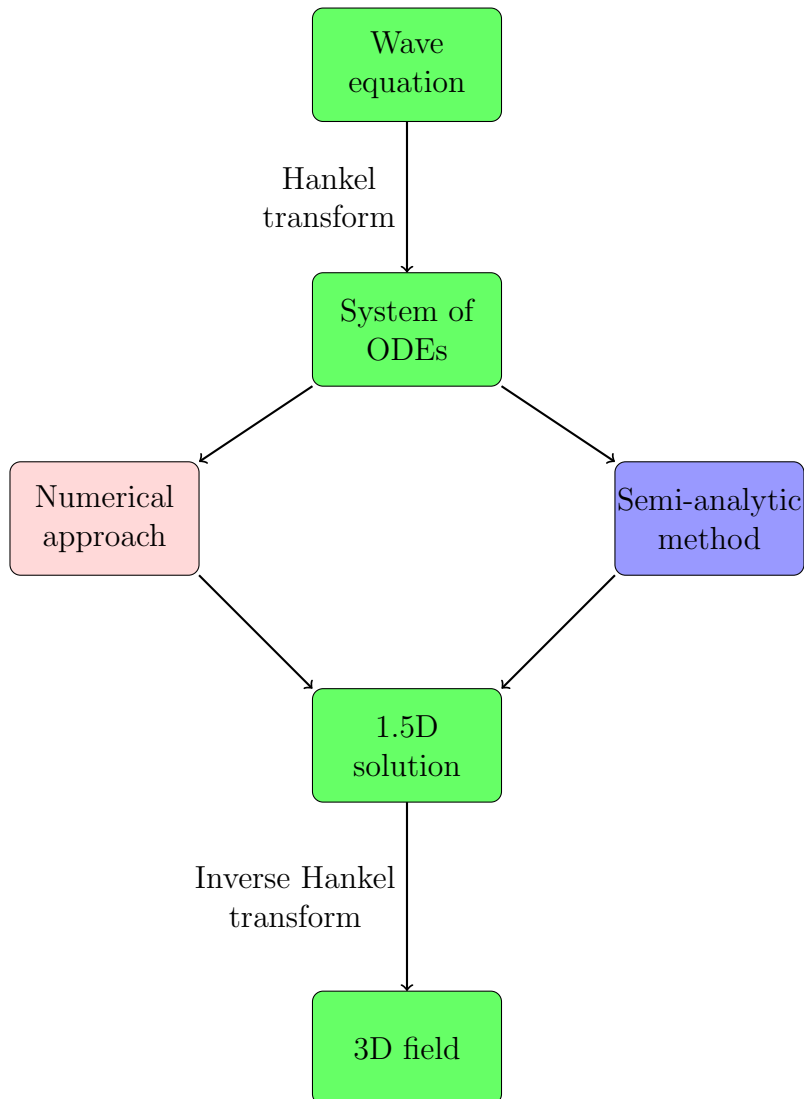 Wave
equation
Hankel
transform
System of
ODEs
Numerical
approach
Semi-analytic
method
1.5D
solution
Inverse Hankel
transform
3D field